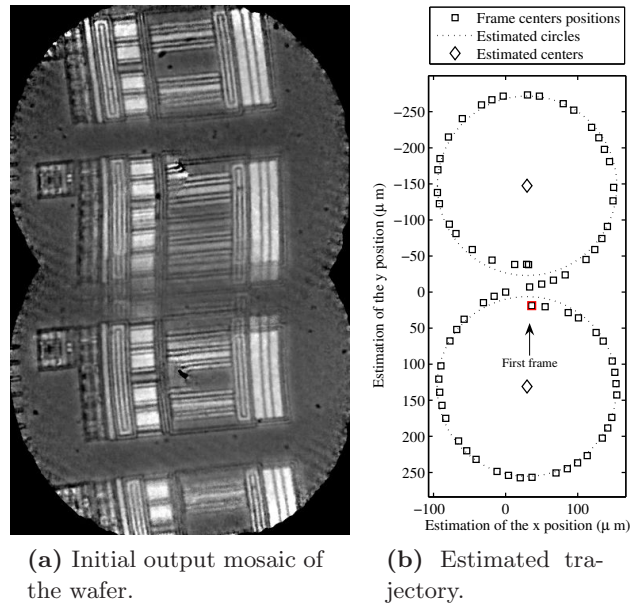 Frame centers positions
Estimated circles
Estimated centers
−300
−250
−200
−150
−100
−50
0
50
100
150
200
250
Estimation of the y position (μ m)
First frame
−100 0 100
Estimation of the x position (μ m)
(a) Initial output mosaic of
the wafer.
(b) Estimated tra-
jectory.